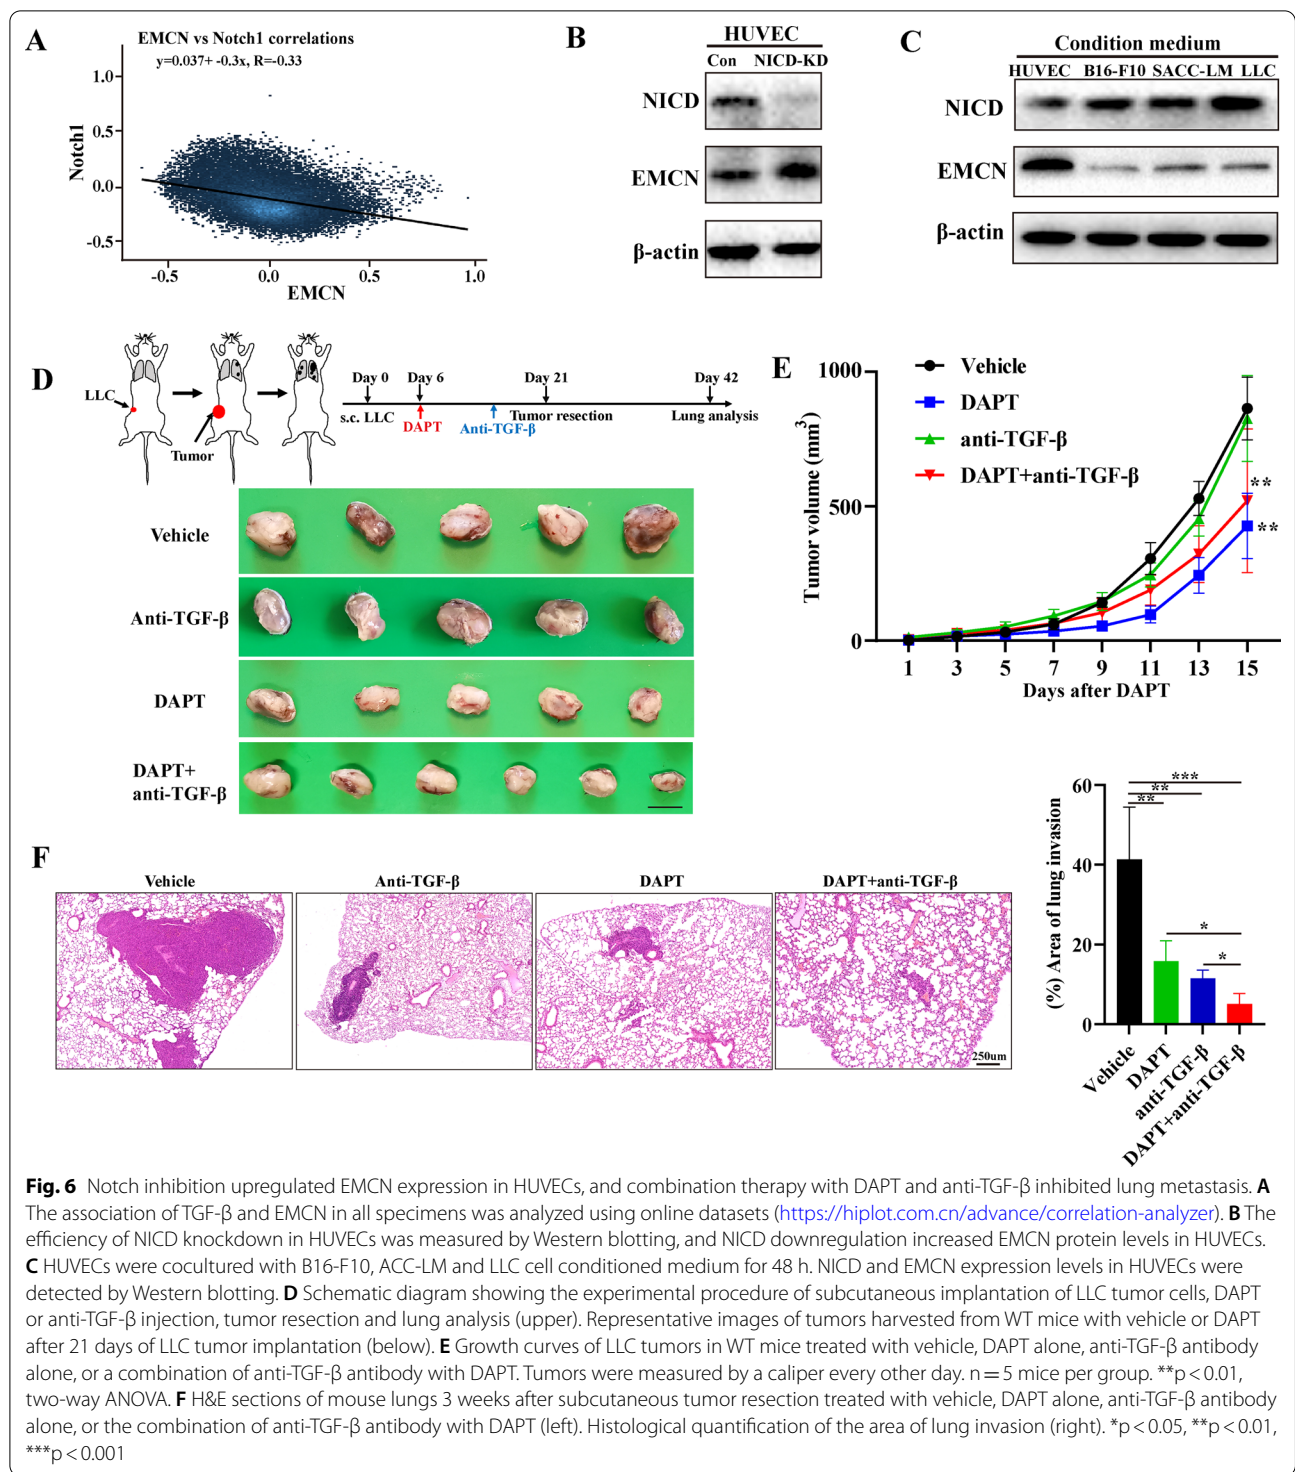 A
EMCN vs Notch1 correlations
y=0.037+ -0.3x, R=-0.33
Notch1
1.0
0.5
0.0
-0.5
-0.5
0.0
0.5
1.0
EMCN
B
HUVEC
Con NICD-KD
NICD
EMCN
β-actin
C
Condition medium
HUVEC B16-F10 SACC-LM LLC
NICD
EMCN
β-actin
D
LLC
Tumor
Day 0 Day 6 Day 21 Day 42
s.c. LLC DAPT Anti-TGF-β Tumor resection Lung analysis
Vehicle
Anti-TGF-β
DAPT
DAPT+
anti-TGF-β
E
Vehicle
DAPT
anti-TGF-β
DAPT+anti-TGF-β
Tumor volume (mm³)
1000
500
0
**
**
1 3 5 7 9 11 13 15
Days after DAPT
F
Vehicle
Anti-TGF-β
DAPT
DAPT+anti-TGF-β
250um
(%) Area of lung invasion
60
40
20
0
***
**
**
*
*
Vehicle
DAPT
anti-TGF-β
DAPT+anti-TGF-β
Fig. 6 Notch inhibition upregulated EMCN expression in HUVECs, and combination therapy with DAPT and anti-TGF-β inhibited lung metastasis. A
The association of TGF-β and EMCN in all specimens was analyzed using online datasets (https://hiplot.com.cn/advance/correlation-analyzer). B The
efficiency of NICD knockdown in HUVECs was measured by Western blotting, and NICD downregulation increased EMCN protein levels in HUVECs.
C HUVECs were cocultured with B16-F10, ACC-LM and LLC cell conditioned medium for 48 h. NICD and EMCN expression levels in HUVECs were
detected by Western blotting. D Schematic diagram showing the experimental procedure of subcutaneous implantation of LLC tumor cells, DAPT
or anti-TGF-β injection, tumor resection and lung analysis (upper). Representative images of tumors harvested from WT mice with vehicle or DAPT
after 21 days of LLC tumor implantation (below). E Growth curves of LLC tumors in WT mice treated with vehicle, DAPT alone, anti-TGF-β antibody
alone, or a combination of anti-TGF-β antibody with DAPT. Tumors were measured by a caliper every other day. n = 5 mice per group. **p < 0.01,
two-way ANOVA. F H&E sections of mouse lungs 3 weeks after subcutaneous tumor resection treated with vehicle, DAPT alone, anti-TGF-β antibody
alone, or the combination of anti-TGF-β antibody with DAPT (left). Histological quantification of the area of lung invasion (right). *p < 0.05, **p < 0.01,
***p < 0.001